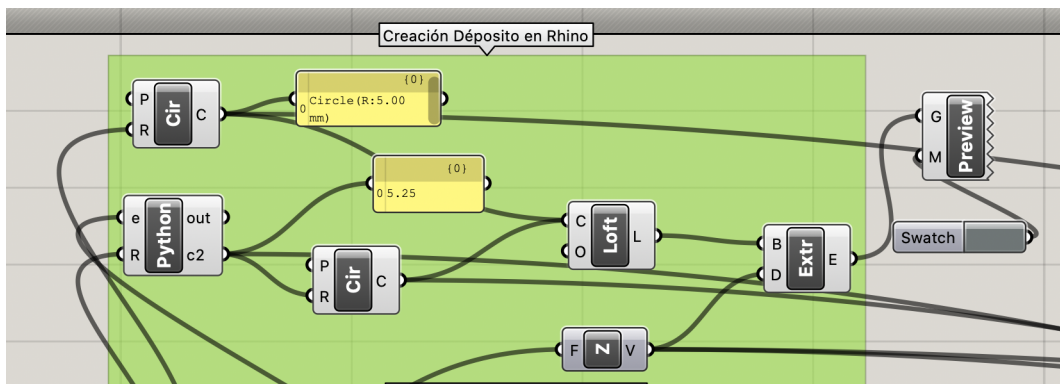 Creación Déposito en Rhino
P
R
Cir
C
{0}
0 Circle(R:5.00
mm)
G
M
Preview
{0}
0 5.25
e
R
Python
out
c2
C
O
Loft
L
Swatch
P
R
Cir
C
B
D
Extr
E
F
Z
V